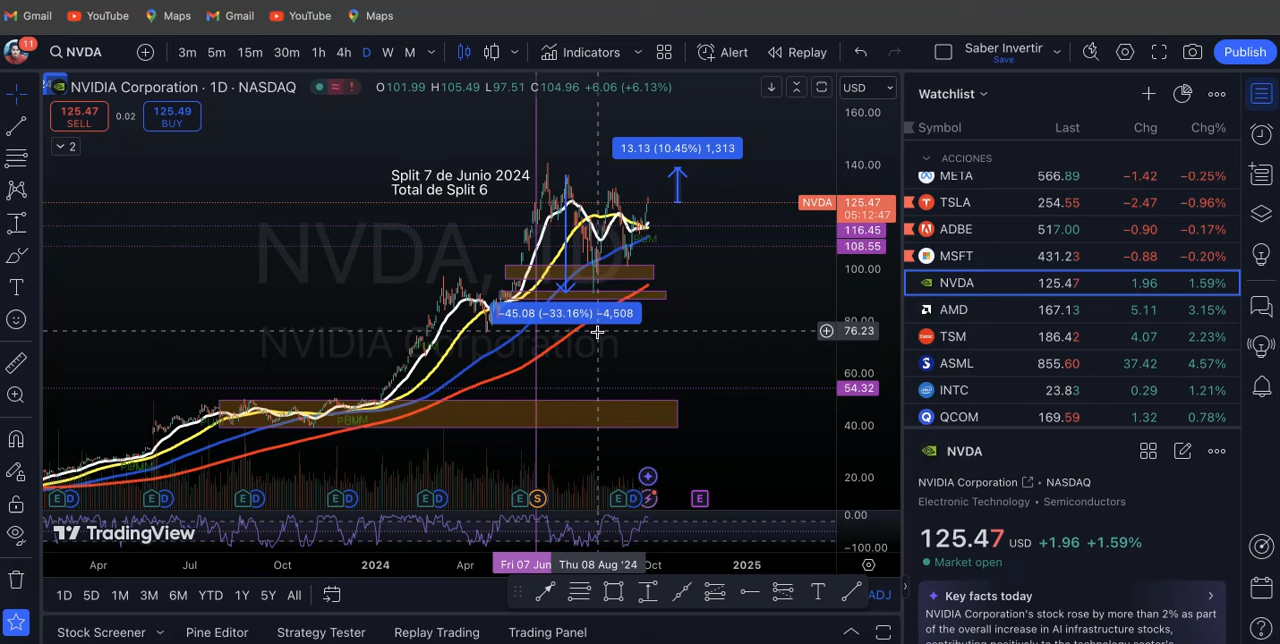 Gmail YouTube Maps Gmail YouTube Maps
11 NVDA 3m 5m 15m 30m 1h 4h D W M Indicators Alert Replay Saber Invertir Save Publish
NVIDIA Corporation · 1D · NASDAQ O101.99 H105.49 L97.51 C104.96 +6.06 (+6.13%) USD
125.47 SELL 0.02 125.49 BUY
2
Split 7 de Junio 2024
Total de Split 6
13.13 (10.45%) 1,313
−45.08 (−33.16%) −4,508
NVDA, 1D
NVIDIA Corporation
160.00
140.00
NVDA 125.47
05:12:47
116.45
108.55
100.00
80.00
76.23
60.00
54.32
40.00
20.00
0.00
−100.00
E D E D E D E D E D E S E D E
TradingView
Apr Jul Oct 2024 Apr Fri 07 Jun Thu 08 Aug '24 Oct 2025
1D 5D 1M 3M 6M YTD 1Y 5Y All ADJ
Stock Screener Pine Editor Strategy Tester Replay Trading Trading Panel
Watchlist
Symbol Last Chg Chg%
ACCIONES
META 566.89 −1.42 −0.25%
TSLA 254.55 −2.47 −0.96%
ADBE 517.00 −0.90 −0.17%
MSFT 431.23 −0.88 −0.20%
NVDA 125.47 1.96 1.59%
AMD 167.13 5.11 3.15%
TSM 186.42 4.07 2.23%
ASML 855.60 37.42 4.57%
INTC 23.83 0.29 1.21%
QCOM 169.59 1.32 0.78%
NVDA
NVIDIA Corporation • NASDAQ
Electronic Technology • Semiconductors
125.47 USD +1.96 +1.59%
Market open
Key facts today
NVIDIA Corporation's stock rose by more than 2% as part
of the overall increase in AI infrastructure stocks,